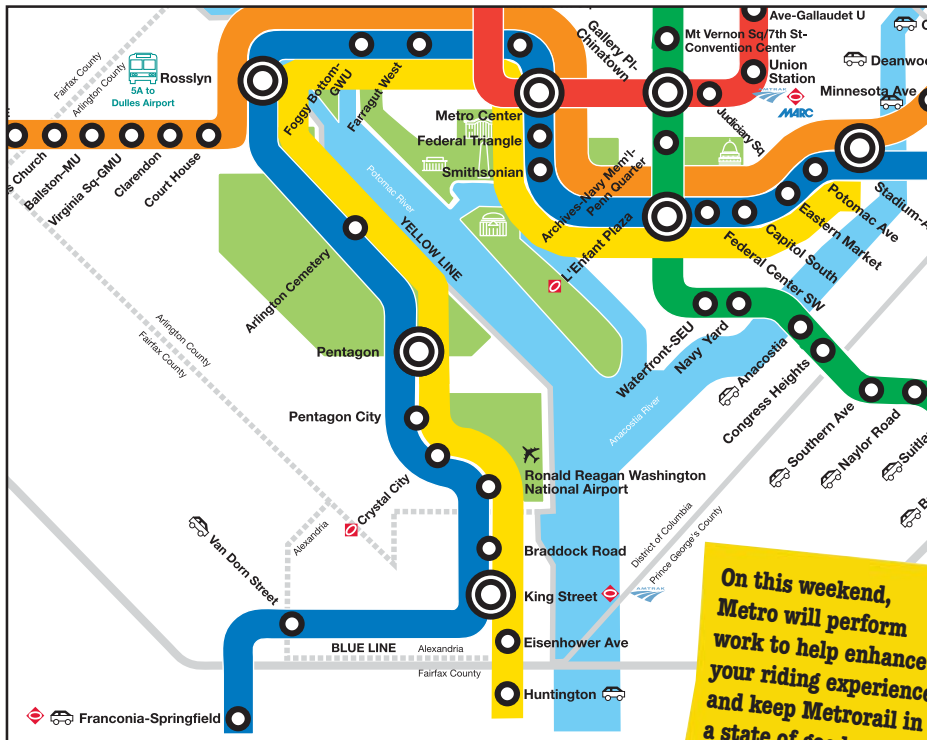 Ave-Gallaudet U
Mt Vernon Sq/7th St-
Convention Center
Gallery Pl-
Chinatown
Union
Station
AMTRAK
MARC
Deanwoo
Minnesota Ave
Fairfax County
Arlington County
5A to
Dulles Airport
Rosslyn
Foggy Bottom-
GWU
Farragut West
Metro Center
Federal Triangle
Smithsonian
Judiciary Sq
s Church
Ballston-MU
Virginia Sq-GMU
Clarendon
Court House
Potomac River
Archives-Navy Mem'l-
Penn Quarter
L'Enfant Plaza
Stadium-A
Potomac Ave
Eastern Market
Capitol South
Federal Center SW
YELLOW LINE
Arlington Cemetery
Arlington County
Fairfax County
Pentagon
Pentagon City
Crystal City
Waterfront-SEU
Navy Yard
Anacostia
Congress Heights
Southern Ave
Naylor Road
Suitla
B
Anacostia River
Ronald Reagan Washington
National Airport
Alexandria
Van Dorn Street
Braddock Road
District of Columbia
Prince George's County
King Street
AMTRAK
Eisenhower Ave
BLUE LINE
Alexandria
Fairfax County
Huntington
Franconia-Springfield
On this weekend,
Metro will perform
work to help enhance
your riding experience
and keep Metrorail in
a state of good